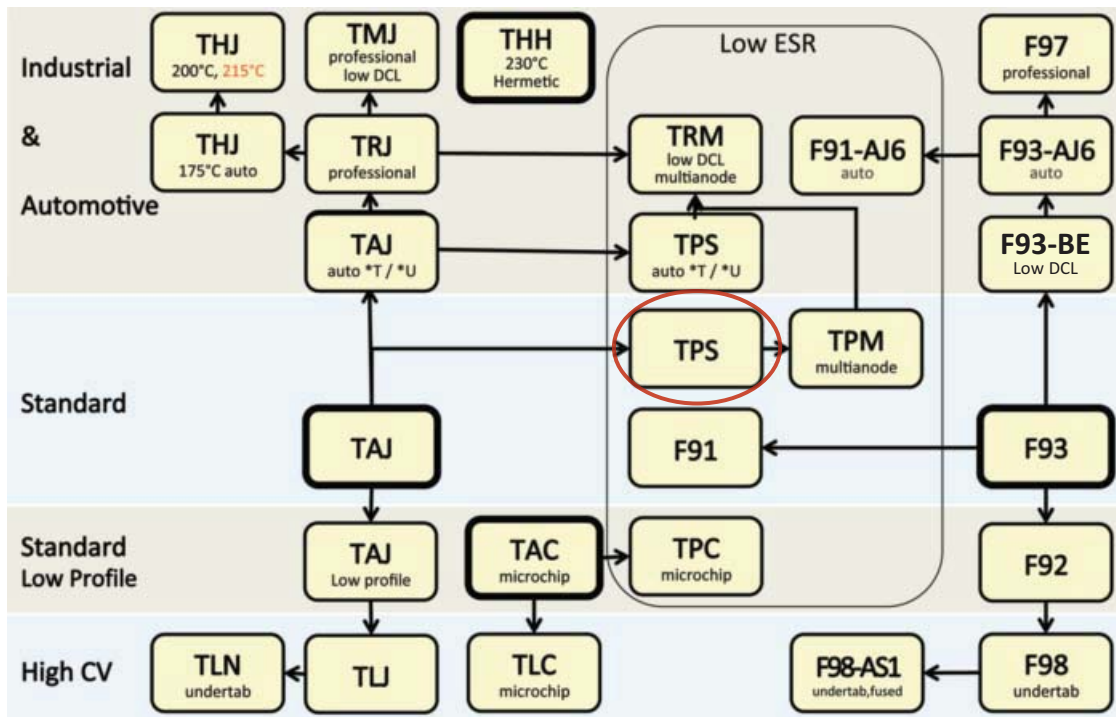 Low ESR
Industrial
&
Automotive
THJ
200°C, 215°C
TMJ
professional
low DCL
THH
230°C
Hermetic
F97
professional
THJ
175°C auto
TRJ
professional
TRM
low DCL
multianode
F91-AJ6
auto
F93-AJ6
auto
TAJ
auto *T / *U
TPS
auto *T / *U
F93-BE
Low DCL
Standard
TPS
TPM
multianode
TAJ
F91
F93
Standard
Low Profile
TAJ
Low profile
TAC
microchip
TPC
microchip
F92
High CV
TLN
undertab
TLJ
TLC
microchip
F98-AS1
undertab,fused
F98
undertab